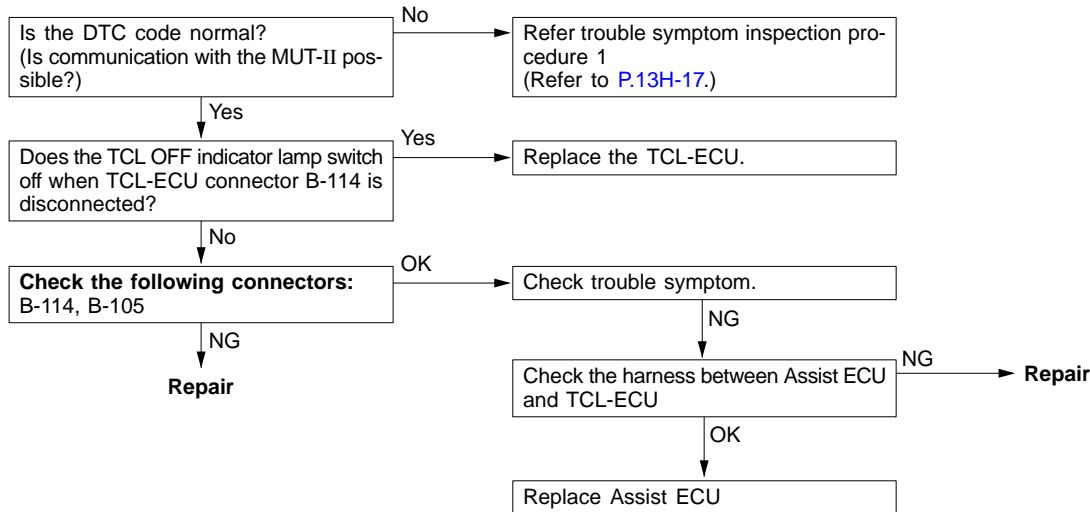 Is the DTC code normal?
(Is communication with the MUT-II pos-
sible?)
No
Refer trouble symptom inspection pro-
cedure 1
(Refer to P.13H-17.)
Yes
Does the TCL OFF indicator lamp switch
off when TCL-ECU connector B-114 is
disconnected?
Yes
Replace the TCL-ECU.
No
Check the following connectors:
B-114, B-105
OK
Check trouble symptom.
NG
Repair
NG
Check the harness between Assist ECU
and TCL-ECU
NG
Repair
OK
Replace Assist ECU